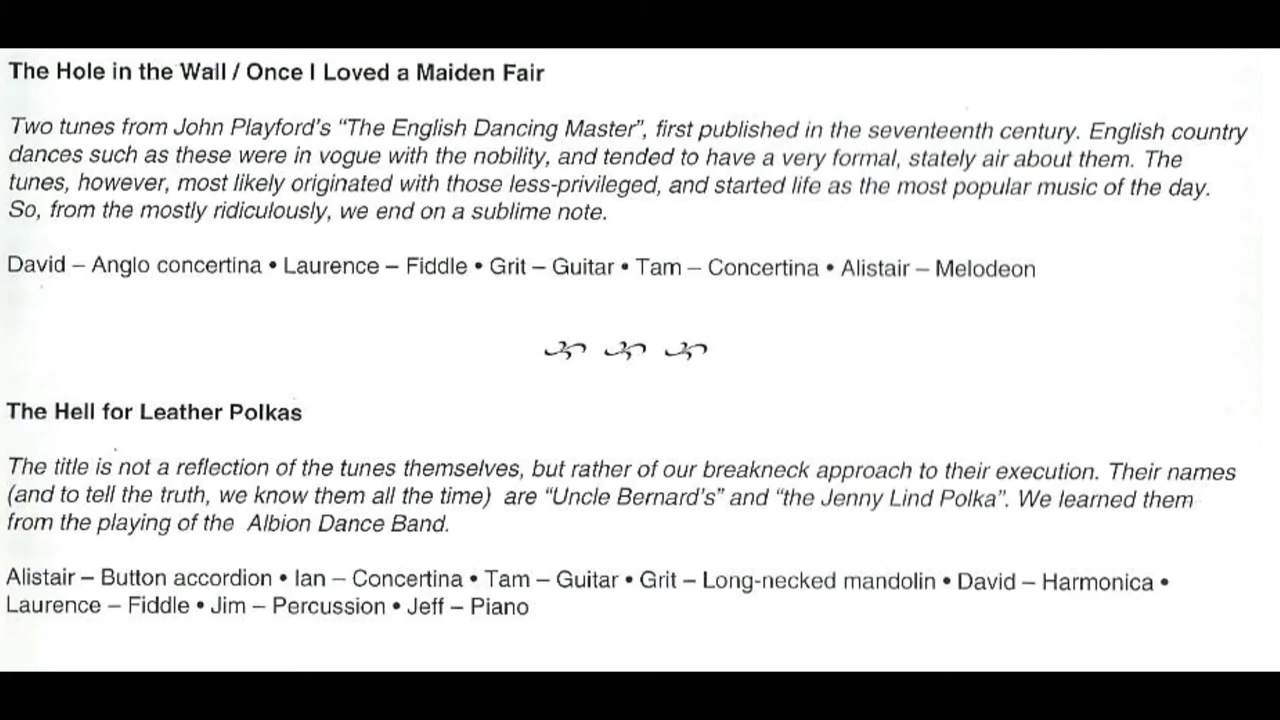 The Hole in the Wall / Once I Loved a Maiden Fair
Two tunes from John Playford's “The English Dancing Master”, first published in the seventeenth century. English country
dances such as these were in vogue with the nobility, and tended to have a very formal, stately air about them. The
tunes, however, most likely originated with those less-privileged, and started life as the most popular music of the day.
So, from the mostly ridiculously, we end on a sublime note.
David – Anglo concertina • Laurence – Fiddle • Grit – Guitar • Tam – Concertina • Alistair – Melodeon
The Hell for Leather Polkas
The title is not a reflection of the tunes themselves, but rather of our breakneck approach to their execution. Their names
(and to tell the truth, we know them all the time) are “Uncle Bernard's” and “the Jenny Lind Polka”. We learned them
from the playing of the Albion Dance Band.
Alistair – Button accordion • Ian – Concertina • Tam – Guitar • Grit – Long-necked mandolin • David – Harmonica •
Laurence – Fiddle • Jim – Percussion • Jeff – Piano